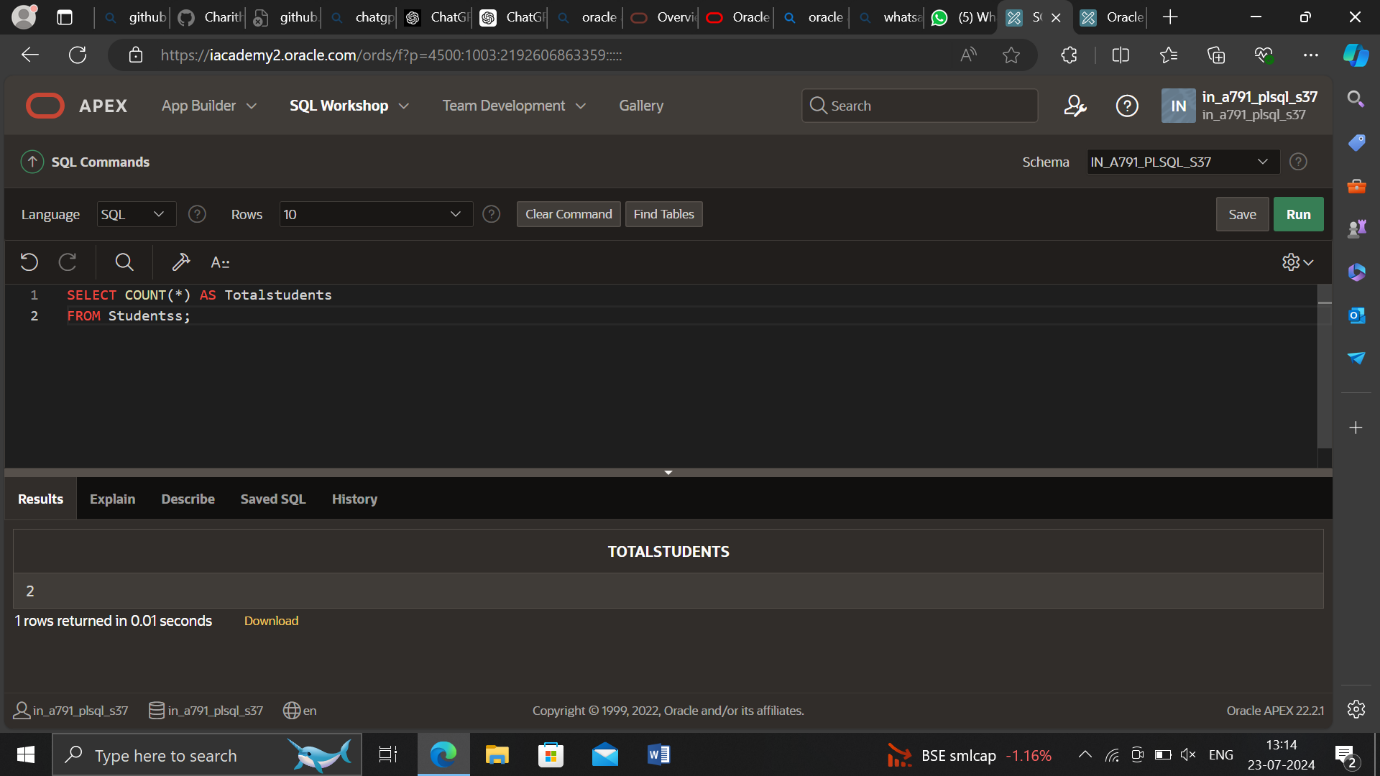 github
Charith
github
chatgp
ChatGF
ChatGF
oracle
Overvi
Oracle
oracle
whatsa
(5) Wh
SC
Oracle
https://iacademy2.oracle.com/ords/f?p=4500:1003:2192606863359:::::
APEX
App Builder
SQL Workshop
Team Development
Gallery
Search
IN
in_a791_plsql_s37
in_a791_plsql_s37
SQL Commands
Schema
IN_A791_PLSQL_S37
Language
SQL
Rows
10
Clear Command
Find Tables
Save
Run
1 SELECT COUNT(*) AS Totalstudents
2 FROM Studentss;
Results
Explain
Describe
Saved SQL
History
TOTALSTUDENTS
2
1 rows returned in 0.01 seconds
Download
in_a791_plsql_s37
in_a791_plsql_s37
en
Copyright © 1999, 2022, Oracle and/or its affiliates.
Oracle APEX 22.2.1
Type here to search
BSE smlcap -1.16%
ENG
13:14
23-07-2024
2